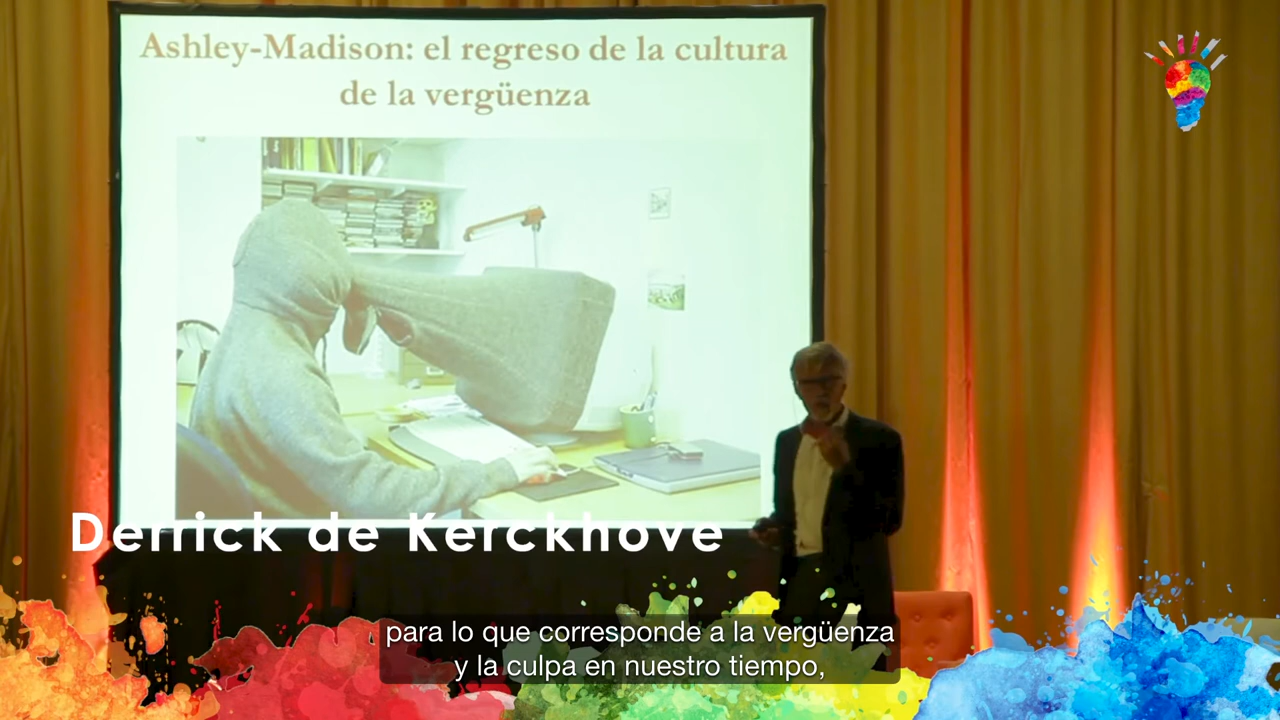 Ashley-Madison: el regreso de la cultura
de la vergüenza
Derrick de Kerckhove
para lo que corresponde a la vergüenza
y la culpa en nuestro tiempo,